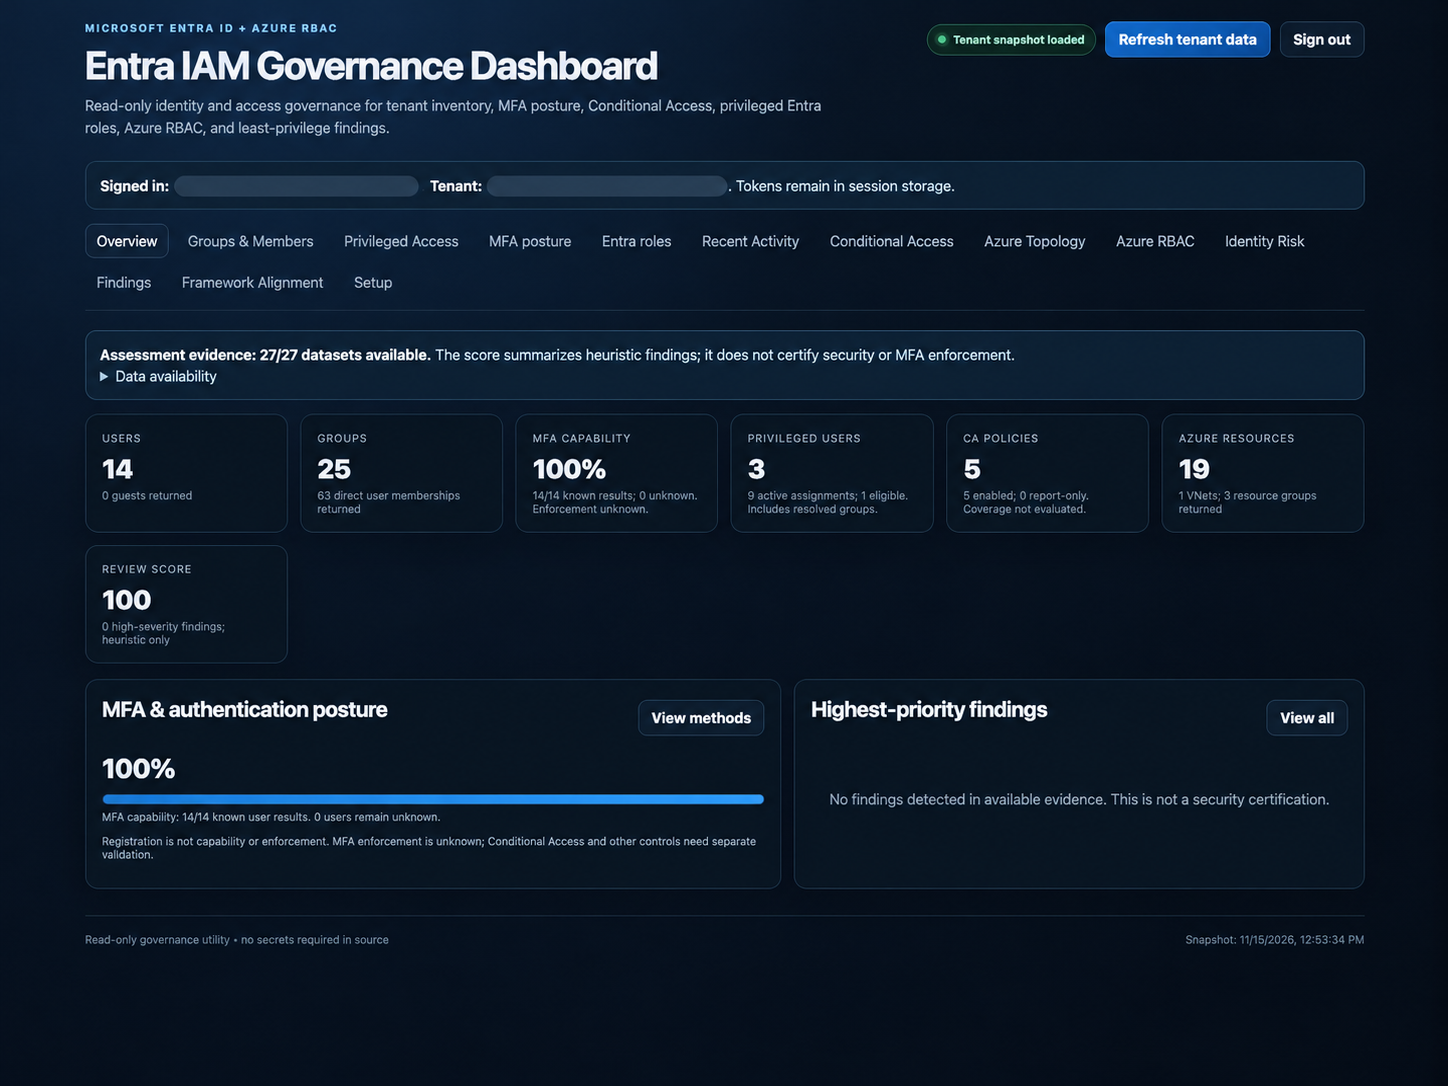 MICROSOFT ENTRA ID + AZURE RBAC
Entra IAM Governance Dashboard
Read-only identity and access governance for tenant inventory, MFA posture, Conditional Access, privileged Entra
roles, Azure RBAC, and least-privilege findings.
Tenant snapshot loaded
Refresh tenant data
Sign out
Signed in: Tenant: . Tokens remain in session storage.
Overview Groups & Members Privileged Access MFA posture Entra roles Recent Activity Conditional Access Azure Topology Azure RBAC Identity Risk
Findings Framework Alignment Setup
Assessment evidence: 27/27 datasets available. The score summarizes heuristic findings; it does not certify security or MFA enforcement.
▶ Data availability
USERS
14
0 guests returned
GROUPS
25
63 direct user memberships
returned
MFA CAPABILITY
100%
14/14 known results; 0 unknown.
Enforcement unknown.
PRIVILEGED USERS
3
9 active assignments; 1 eligible.
Includes resolved groups.
CA POLICIES
5
5 enabled; 0 report-only.
Coverage not evaluated.
AZURE RESOURCES
19
1 VNets; 3 resource groups
returned
REVIEW SCORE
100
0 high-severity findings;
heuristic only
MFA & authentication posture
View methods
100%
MFA capability: 14/14 known user results. 0 users remain unknown.
Registration is not capability or enforcement. MFA enforcement is unknown; Conditional Access and other controls need separate
validation.
Highest-priority findings
View all
No findings detected in available evidence. This is not a security certification.
Read-only governance utility • no secrets required in source
Snapshot: 11/15/2026, 12:53:34 PM